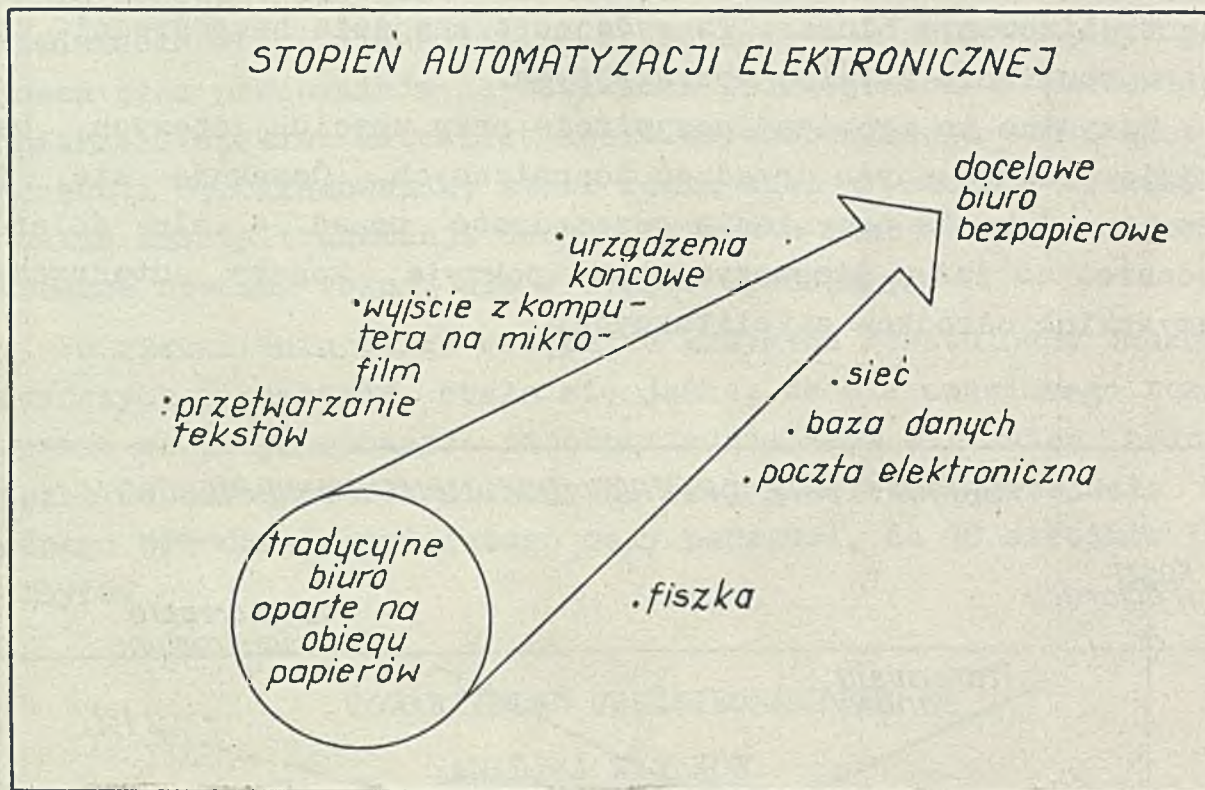 STOPIEŃ AUTOMATYZACJI ELEKTRONICZNEJ
docelowe
biuro
bezpapierowe
• urządzenia
końcowe
• wyjście z kompu-
tera na mikro-
film
• przetwarzanie
tekstów
. sieć
. baza danych
. poczta elektroniczna
. fiszka
tradycyjne
biuro
oparte na
obiegu
papierów